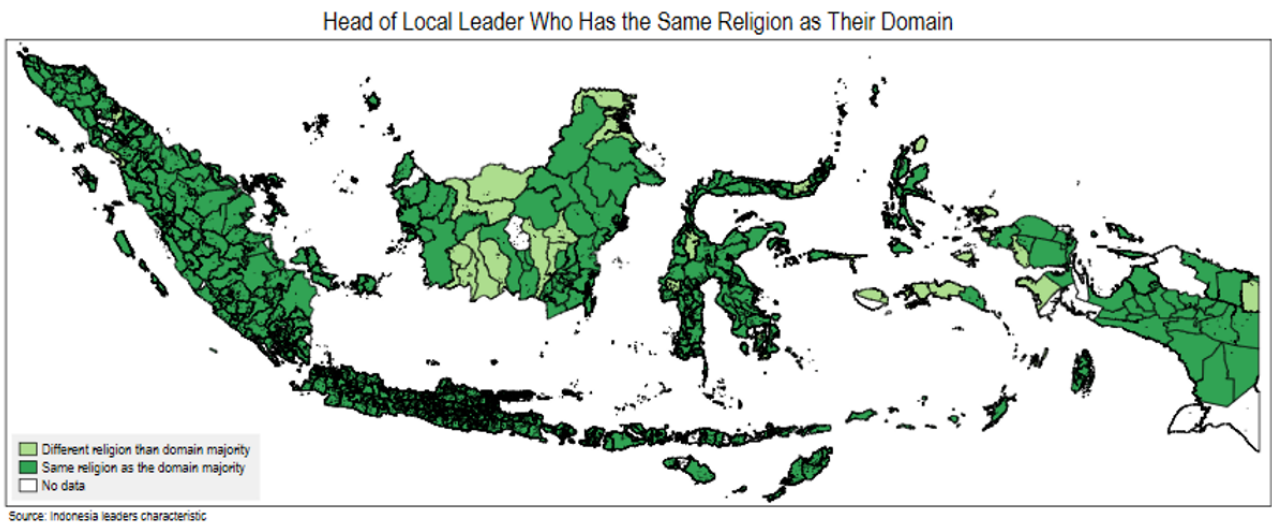 Head of Local Leader Who Has the Same Religion as Their Domain
Different religion than domain majority
Same religion as the domain majority
No data
Source: Indonesia leaders characteristic